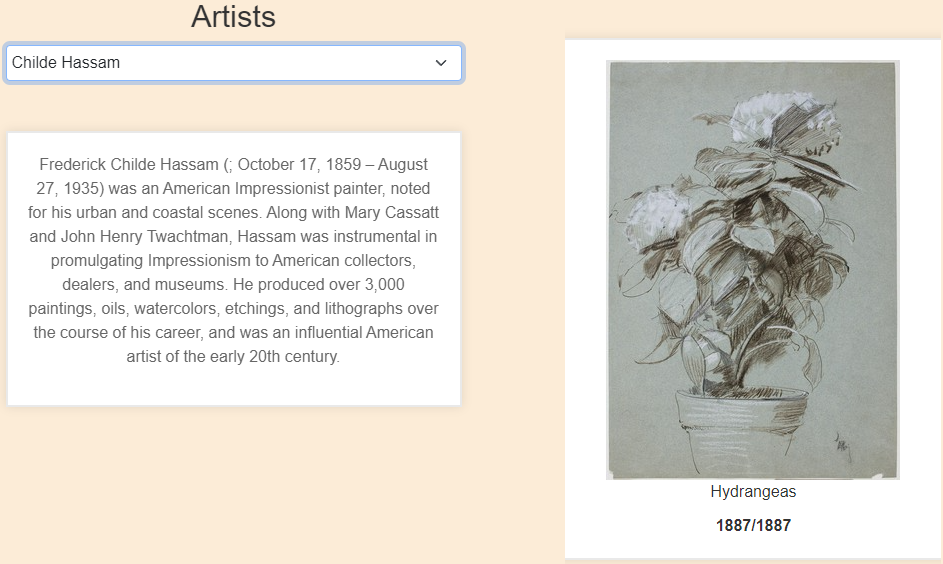 Artists
Childe Hassam
Frederick Childe Hassam (; October 17, 1859 – August
27, 1935) was an American Impressionist painter, noted
for his urban and coastal scenes. Along with Mary Cassatt
and John Henry Twachtman, Hassam was instrumental in
promulgating Impressionism to American collectors,
dealers, and museums. He produced over 3,000
paintings, oils, watercolors, etchings, and lithographs over
the course of his career, and was an influential American
artist of the early 20th century.
Hydrangeas
1887/1887